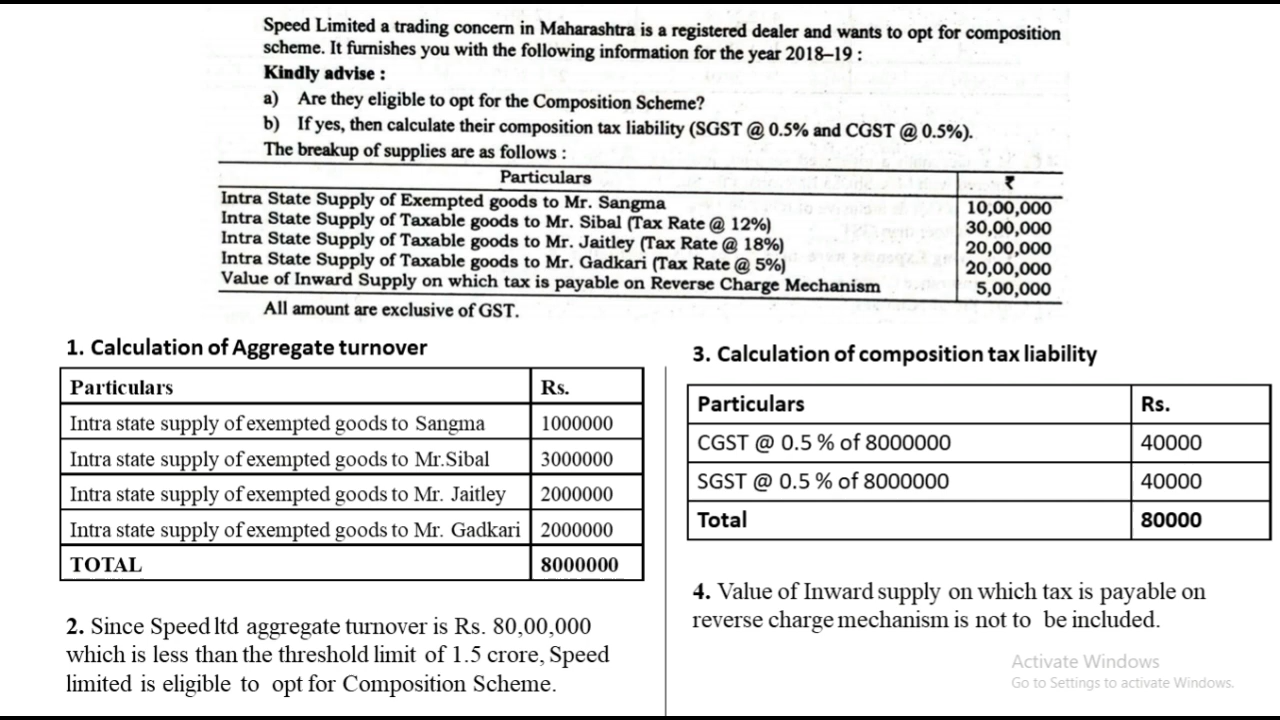 Speed Limited a trading concern in Maharashtra is a registered dealer and wants to opt for composition
scheme. It furnishes you with the following information for the year 2018–19 :
Kindly advise :
a) Are they eligible to opt for the Composition Scheme?
b) If yes, then calculate their composition tax liability (SGST @ 0.5% and CGST @ 0.5%).
The breakup of supplies are as follows :
Particulars ₹
Intra State Supply of Exempted goods to Mr. Sangma 10,00,000
Intra State Supply of Taxable goods to Mr. Sibal (Tax Rate @ 12%) 30,00,000
Intra State Supply of Taxable goods to Mr. Jaitley (Tax Rate @ 18%) 20,00,000
Intra State Supply of Taxable goods to Mr. Gadkari (Tax Rate @ 5%) 20,00,000
Value of Inward Supply on which tax is payable on Reverse Charge Mechanism 5,00,000
All amount are exclusive of GST.
1. Calculation of Aggregate turnover
Particulars Rs.
Intra state supply of exempted goods to Sangma 1000000
Intra state supply of exempted goods to Mr.Sibal 3000000
Intra state supply of exempted goods to Mr. Jaitley 2000000
Intra state supply of exempted goods to Mr. Gadkari 2000000
TOTAL 8000000
2. Since Speed ltd aggregate turnover is Rs. 80,00,000
which is less than the threshold limit of 1.5 crore, Speed
limited is eligible to opt for Composition Scheme.
3. Calculation of composition tax liability
Particulars Rs.
CGST @ 0.5 % of 8000000 40000
SGST @ 0.5 % of 8000000 40000
Total 80000
4. Value of Inward supply on which tax is payable on
reverse charge mechanism is not to be included.
Activate Windows
Go to Settings to activate Windows.